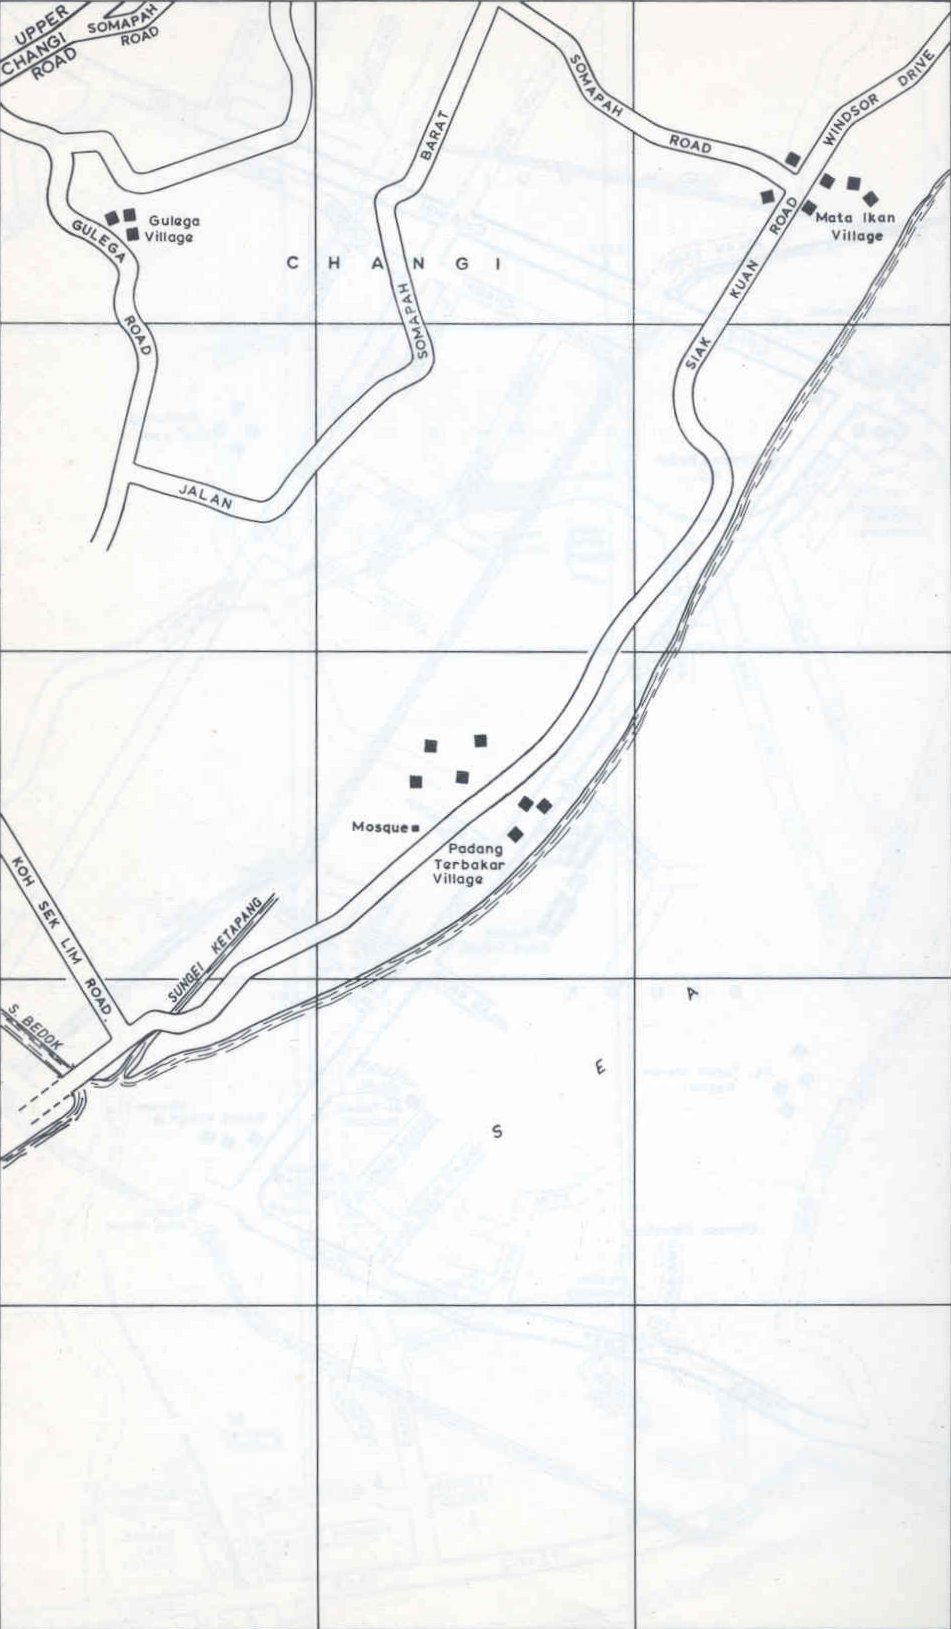 UPPER
CHANGI
ROAD
SOMAPAH
ROAD
SOMAPAH
ROAD
WINDSOR DRIVE
BARAT
Gulega
Village
GULEGA
ROAD
Mata Ikan
Village
CHANGI
SOMAPAH
SIAK KUAN ROAD
JALAN
Mosque
Padang
Terbakar
Village
KOH SEK LIM ROAD.
SUNGEI KETAPANG
S. BEDOK
SEA